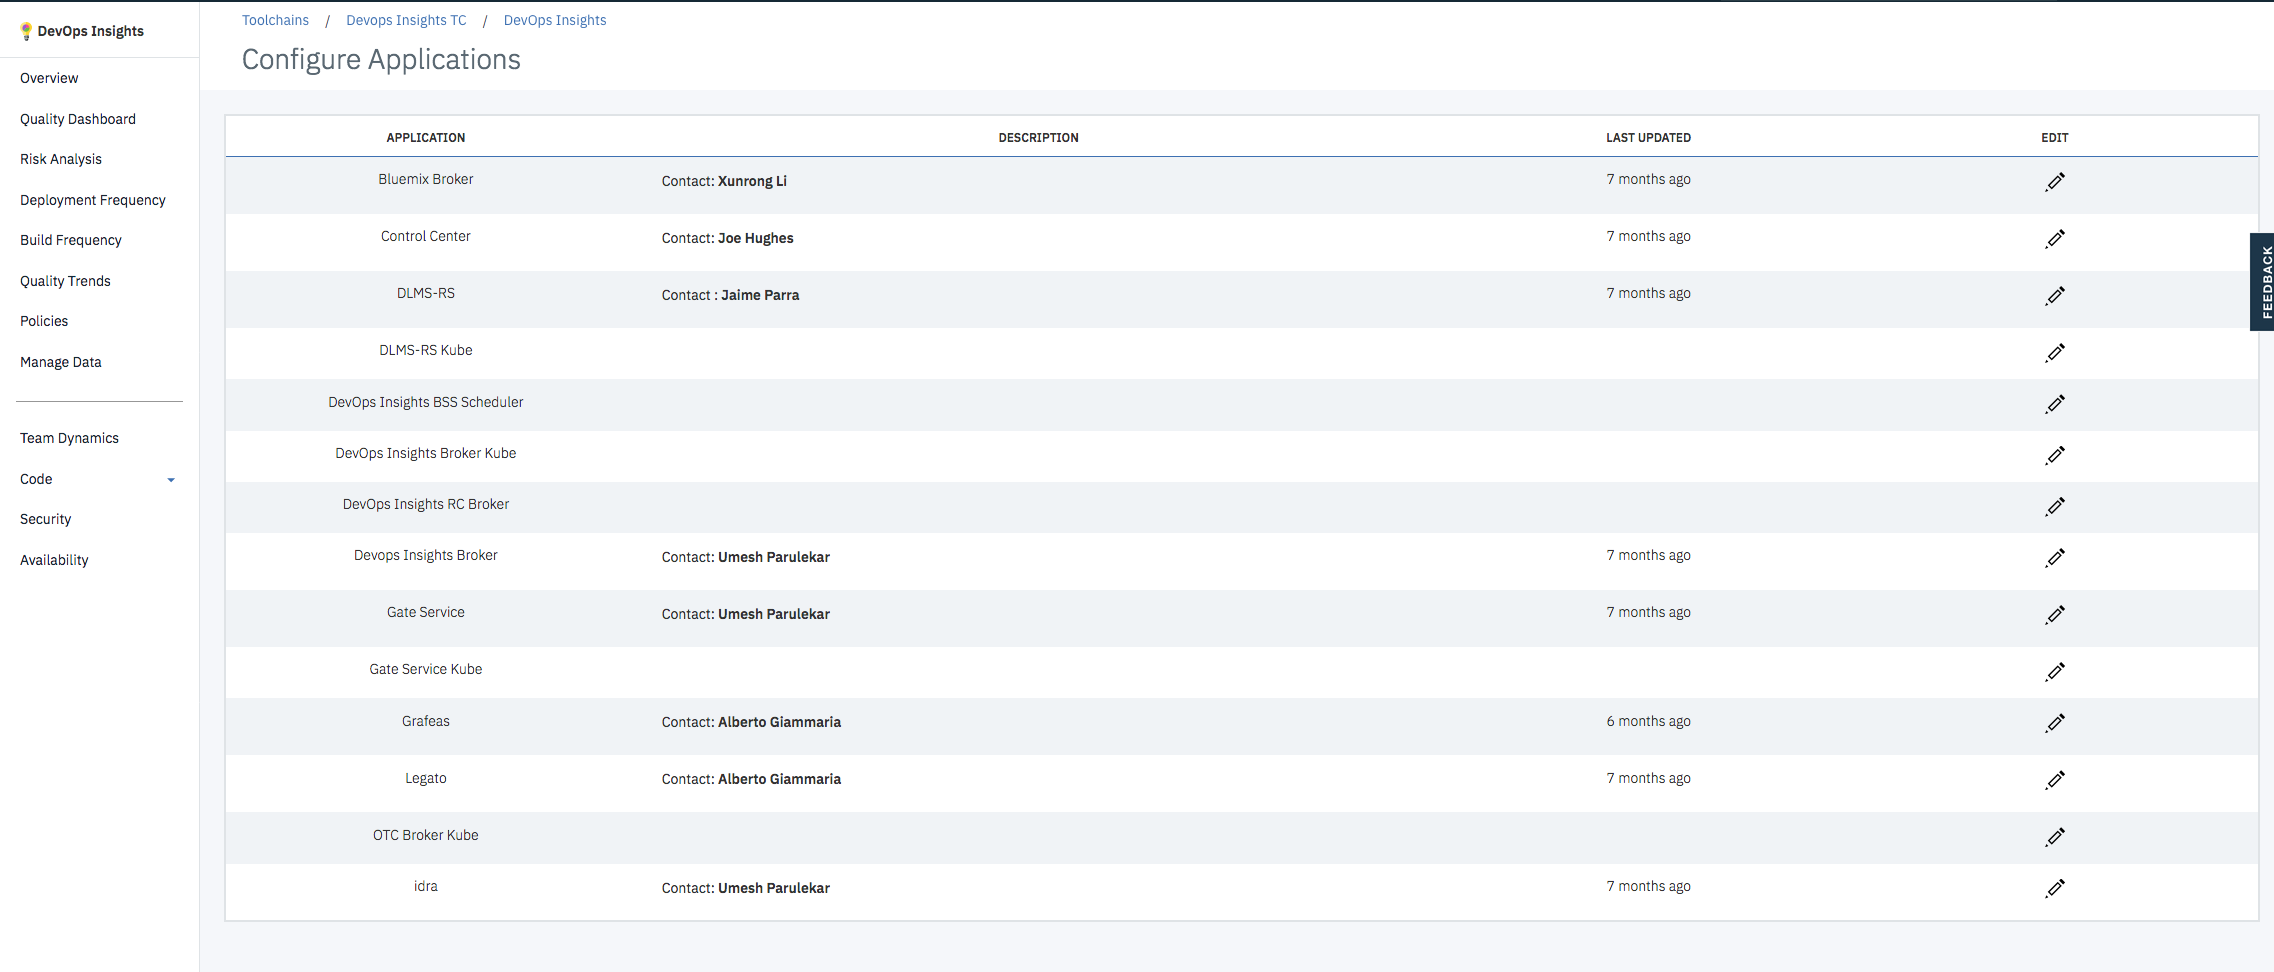 DevOps Insights
Overview
Quality Dashboard
Risk Analysis
Deployment Frequency
Build Frequency
Quality Trends
Policies
Manage Data
Team Dynamics
Code
Security
Availability
Toolchains / Devops Insights TC / DevOps Insights
Configure Applications
APPLICATION DESCRIPTION LAST UPDATED EDIT
Bluemix Broker Contact: Xunrong Li 7 months ago
Control Center Contact: Joe Hughes 7 months ago
DLMS-RS Contact : Jaime Parra 7 months ago
DLMS-RS Kube
DevOps Insights BSS Scheduler
DevOps Insights Broker Kube
DevOps Insights RC Broker
Devops Insights Broker Contact: Umesh Parulekar 7 months ago
Gate Service Contact: Umesh Parulekar 7 months ago
Gate Service Kube
Grafeas Contact: Alberto Giammaria 6 months ago
Legato Contact: Alberto Giammaria 7 months ago
OTC Broker Kube
idra Contact: Umesh Parulekar 7 months ago
FEEDBACK